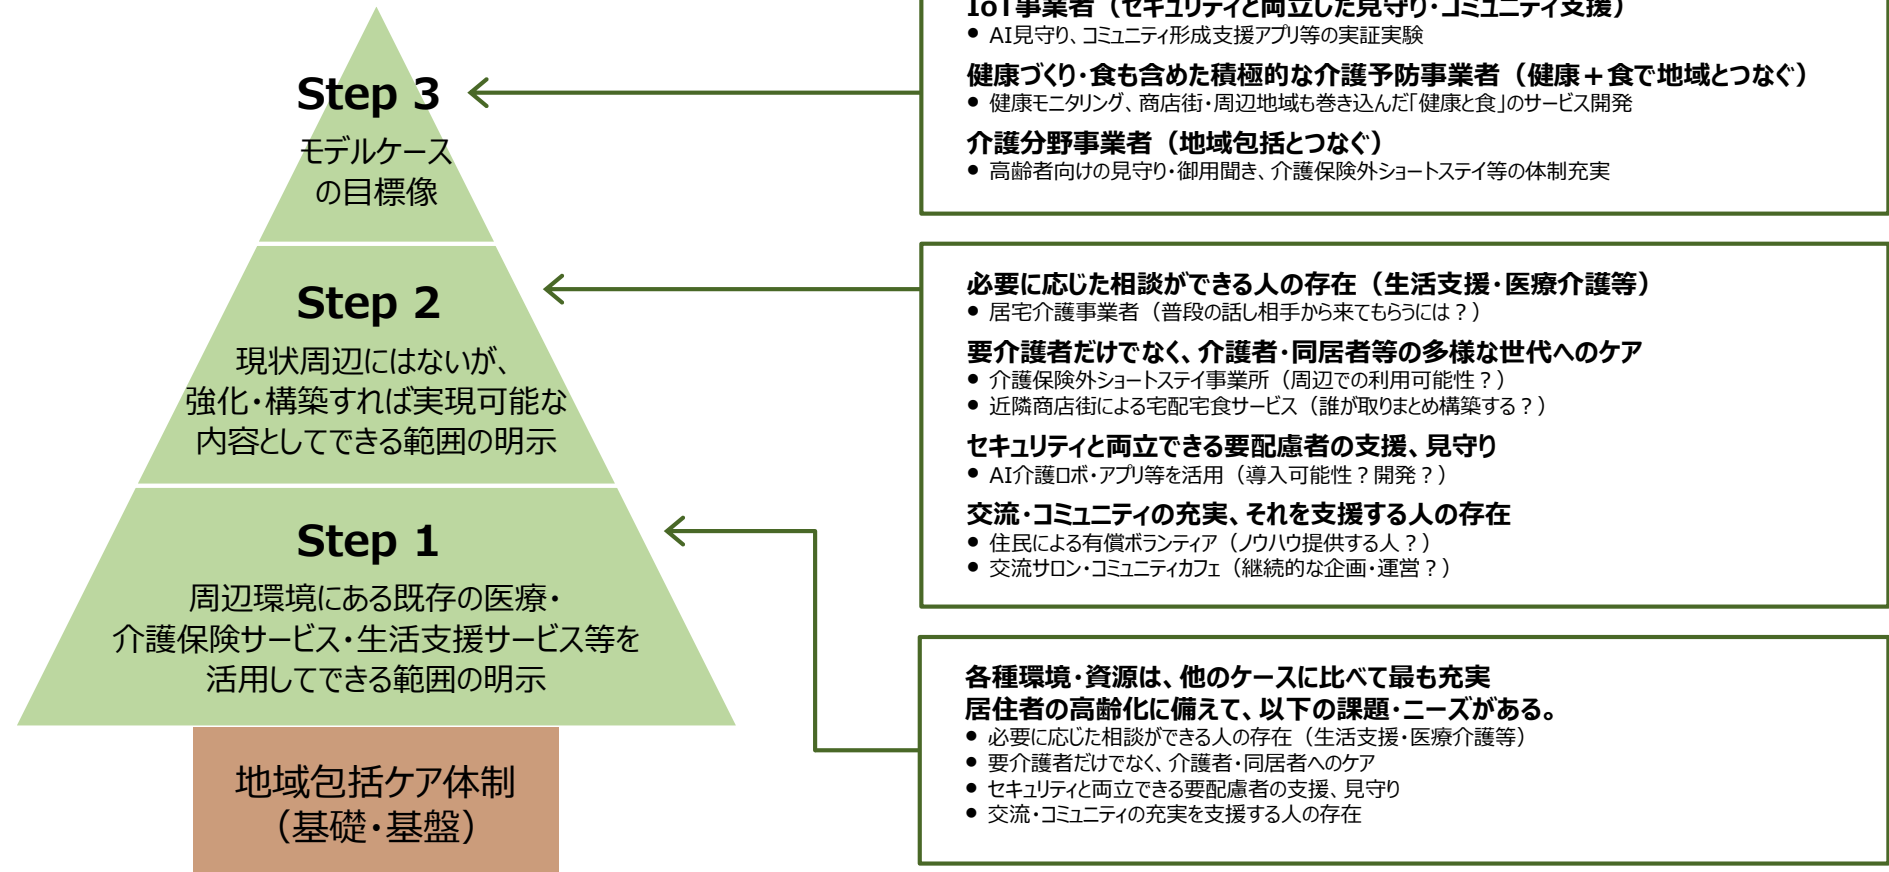 Step 3
モデルケース
の目標像
Step 2
現状周辺にはないが、
強化・構築すれば実現可能な
内容としてできる範囲の明示
Step 1
周辺環境にある既存の医療・
介護保険サービス・生活支援サービス等を
活用してできる範囲の明示
地域包括ケア体制
（基礎・基盤）
IoT事業者（セキュリティと両立した見守り・コミュニティ支援）
● AI見守り、コミュニティ形成支援アプリ等の実証実験
健康づくり・食も含めた積極的な介護予防事業者（健康＋食で地域とつなぐ）
● 健康モニタリング、商店街・周辺地域も巻き込んだ「健康と食」のサービス開発
介護分野事業者（地域包括とつなぐ）
● 高齢者向けの見守り・御用聞き、介護保険外ショートステイ等の体制充実
必要に応じた相談ができる人の存在（生活支援・医療介護等）
● 居宅介護事業者（普段の話し相手から来てもらうには？）
要介護者だけでなく、介護者・同居者等の多様な世代へのケア
● 介護保険外ショートステイ事業所（周辺での利用可能性？）
● 近隣商店街による宅配宅食サービス（誰が取りまとめ構築する？）
セキュリティと両立できる要配慮者の支援、見守り
● AI介護ロボ・アプリ等を活用（導入可能性？開発？）
交流・コミュニティの充実、それを支援する人の存在
● 住民による有償ボランティア（ノウハウ提供する人？）
● 交流サロン・コミュニティカフェ（継続的な企画・運営？）
各種環境・資源は、他のケースに比べて最も充実
居住者の高齢化に備えて、以下の課題・ニーズがある。
● 必要に応じた相談ができる人の存在（生活支援・医療介護等）
● 要介護者だけでなく、介護者・同居者へのケア
● セキュリティと両立できる要配慮者の支援、見守り
● 交流・コミュニティの充実を支援する人の存在